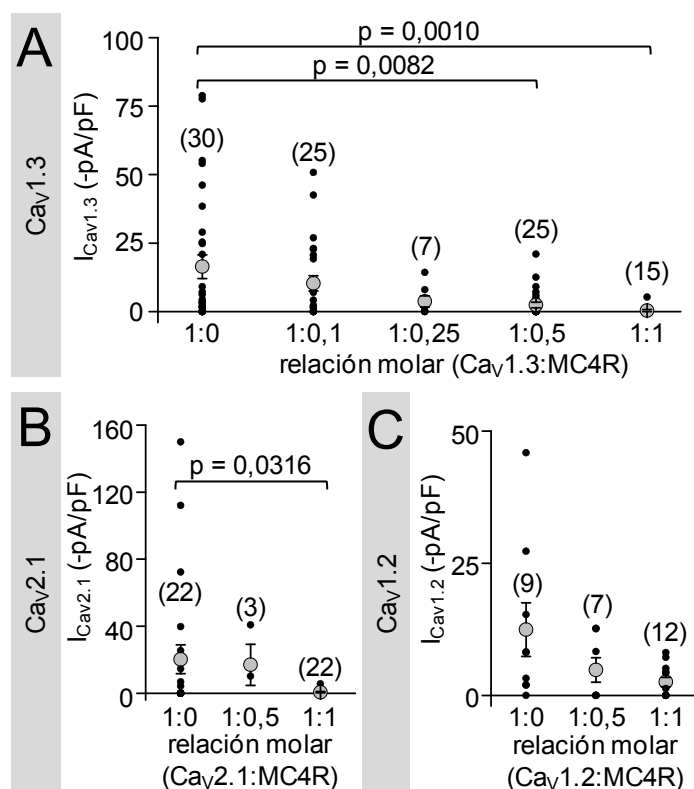 A
Cav1.3
I_Cav1.3 (-pA/pF)
100
75
50
25
0
p = 0,0010
p = 0,0082
(30)
(25)
(7)
(25)
(15)
1:0
1:0,1
1:0,25
1:0,5
1:1
relación molar (Cav1.3:MC4R)
B
Cav2.1
I_Cav2.1 (-pA/pF)
160
120
80
40
0
p = 0,0316
(22)
(3)
(22)
1:0
1:0,5
1:1
relación molar
(Cav2.1:MC4R)
C
Cav1.2
I_Cav1.2 (-pA/pF)
50
25
0
(9)
(7)
(12)
1:0
1:0,5
1:1
relación molar
(Cav1.2:MC4R)